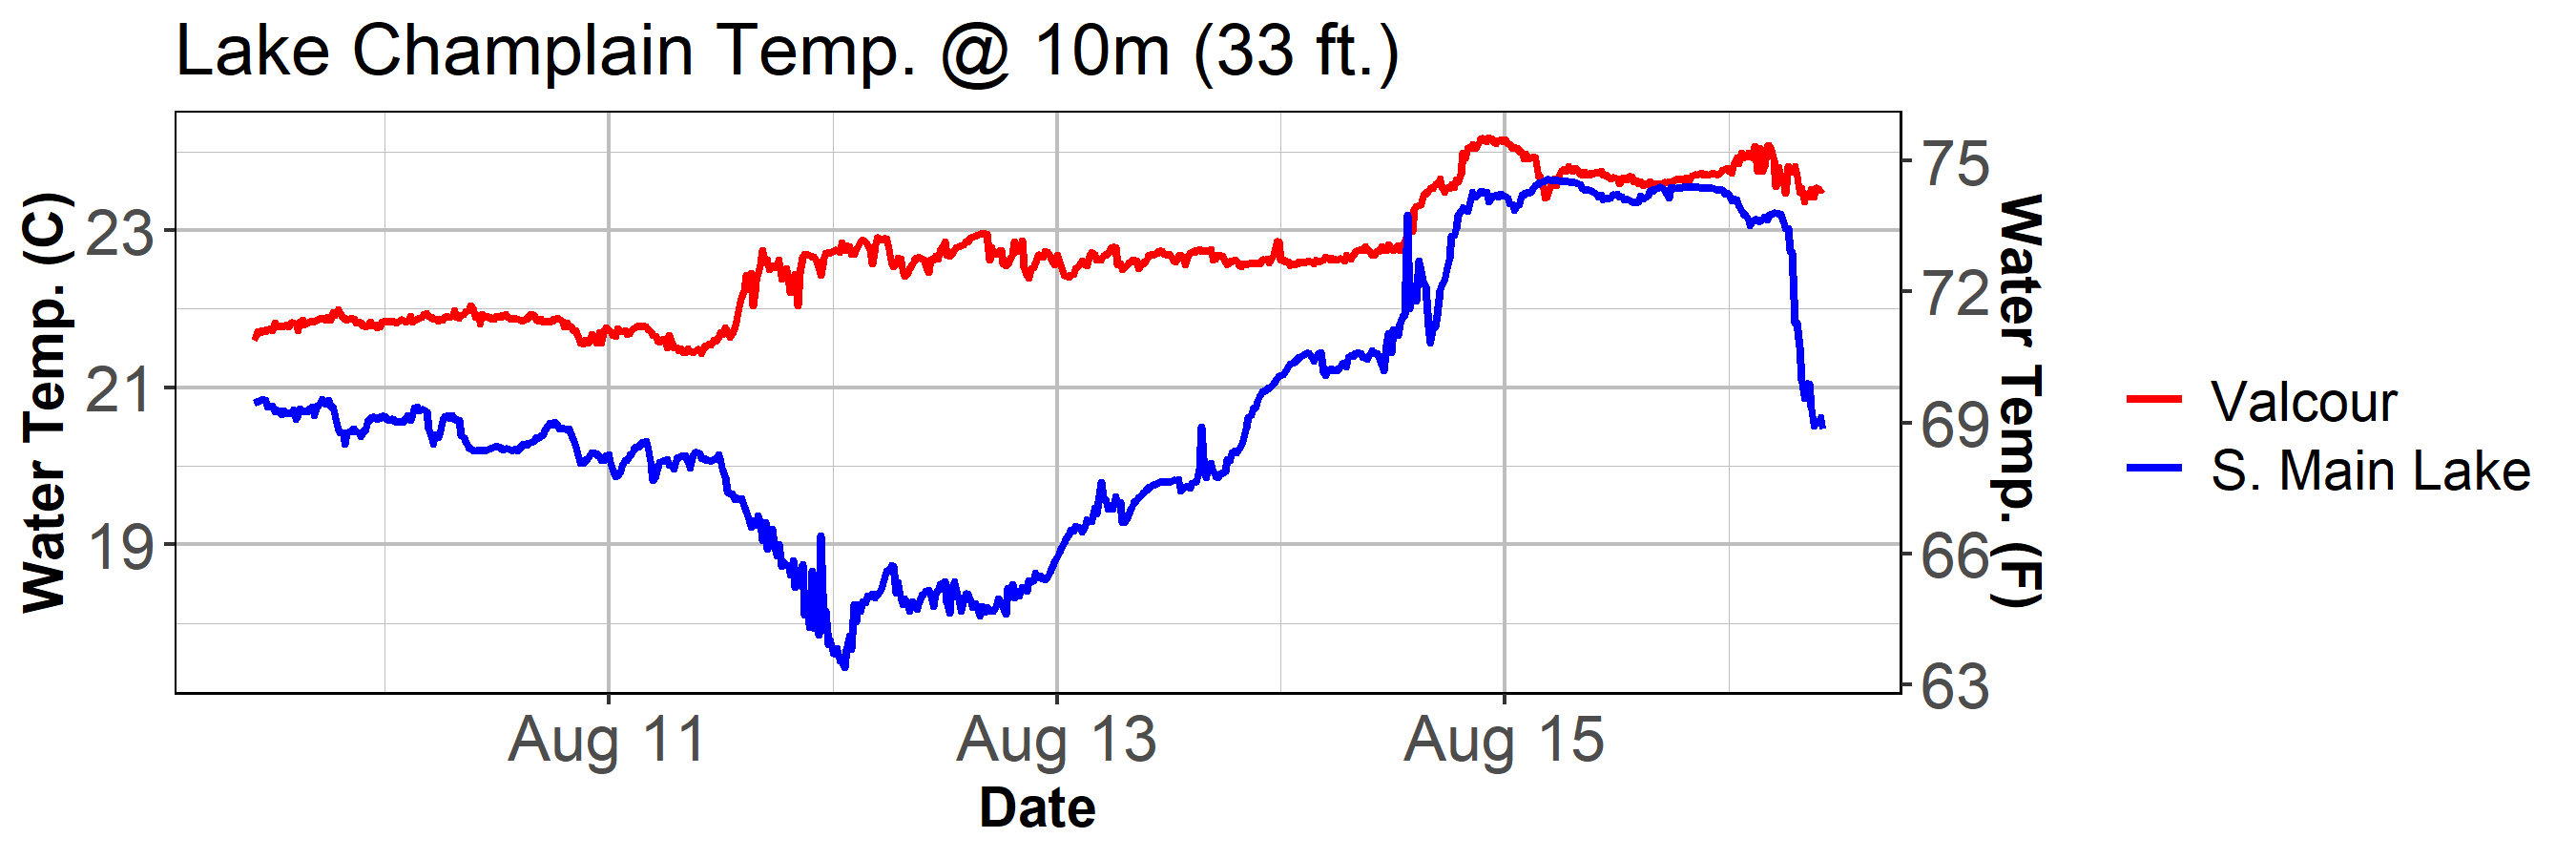 Lake Champlain Temp. @ 10m (33 ft.)
Water Temp. (C)
23
21
19
75
72
69
66
63
Water Temp. (F)
Aug 11
Aug 13
Aug 15
Date
Valcour
S. Main Lake